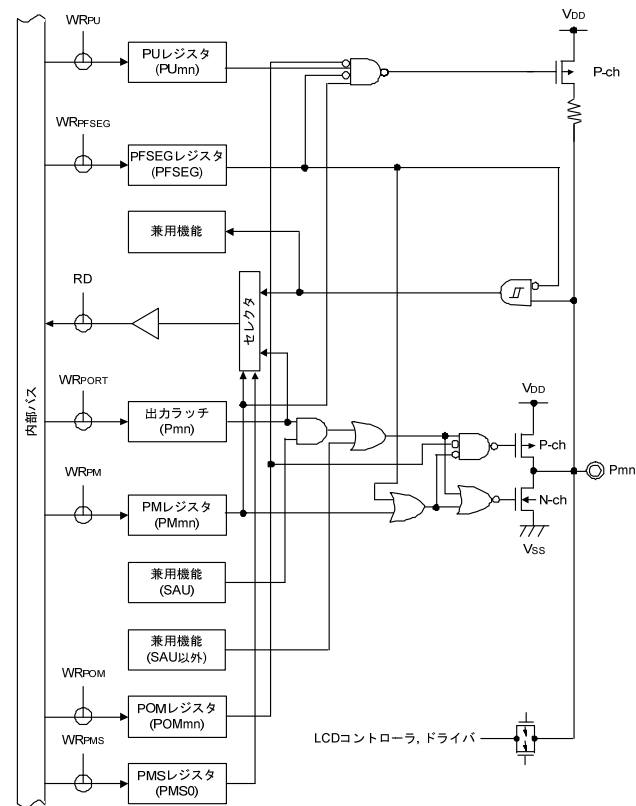 WRPU
VDD
PUレジスタ
(PUmn)
P-ch
WRPFSEG
PFSEGレジスタ
(PFSEG)
兼用機能
RD
セレクタ
内部バス
WRPORT
出力ラッチ
(Pmn)
VDD
P-ch
Pmn
WRPM
PMレジスタ
(PMmn)
N-ch
VSS
兼用機能
(SAU)
兼用機能
(SAU以外)
WRPOM
POMレジスタ
(POMmn)
LCDコントローラ, ドライバ
WRPMS
PMSレジスタ
(PMS0)